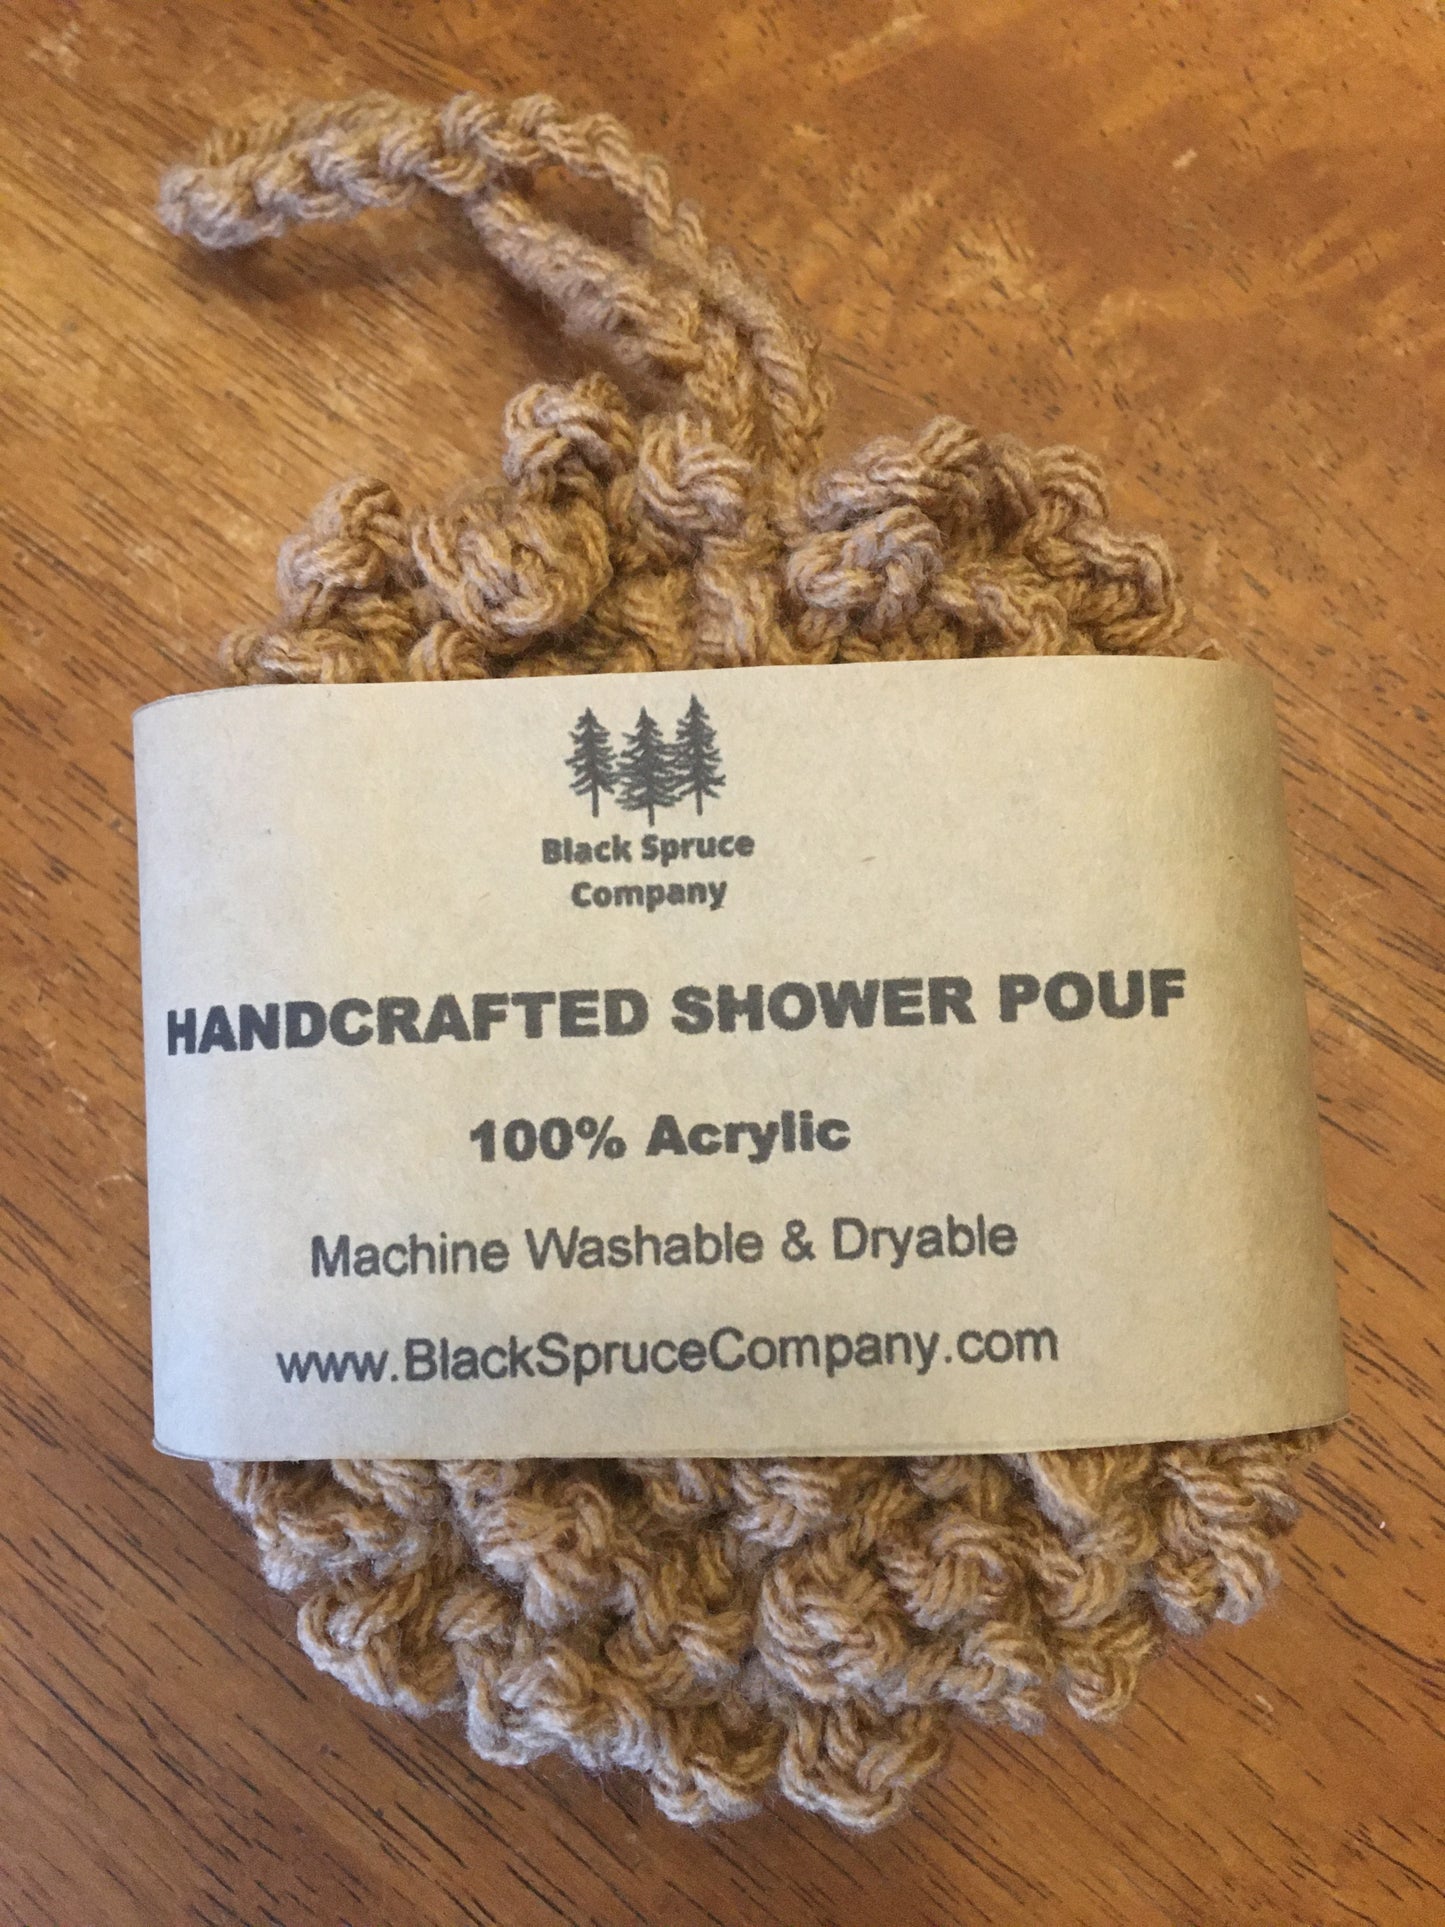 Black Spruce
Company
HANDCRAFTED SHOWER POUF
100% Acrylic
Machine Washable & Dryable
www.BlackSpruceCompany.com